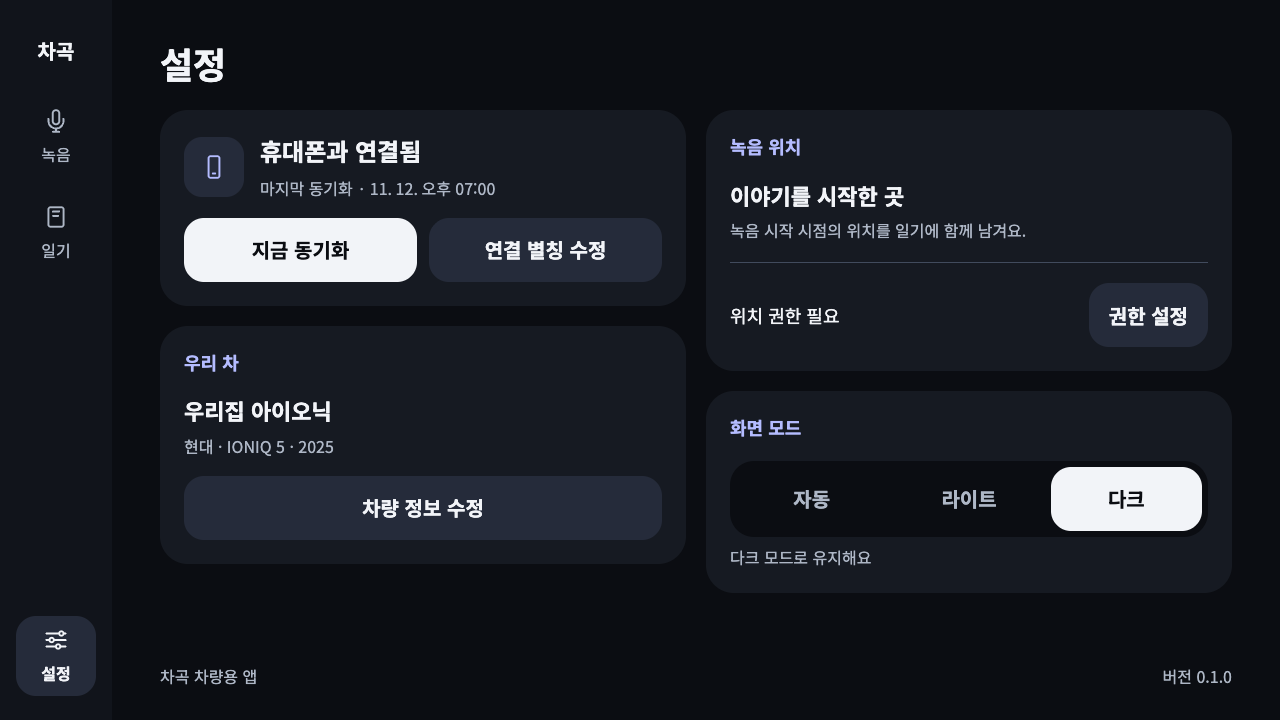 차곡
녹음
일기
설정
설정
휴대폰과 연결됨
마지막 동기화 · 11. 12. 오후 07:00
지금 동기화
연결 별칭 수정
우리 차
우리집 아이오닉
현대 · IONIQ 5 · 2025
차량 정보 수정
녹음 위치
이야기를 시작한 곳
녹음 시작 시점의 위치를 일기에 함께 남겨요.
위치 권한 필요
권한 설정
화면 모드
자동
라이트
다크
다크 모드로 유지해요
차곡 차량용 앱
버전 0.1.0